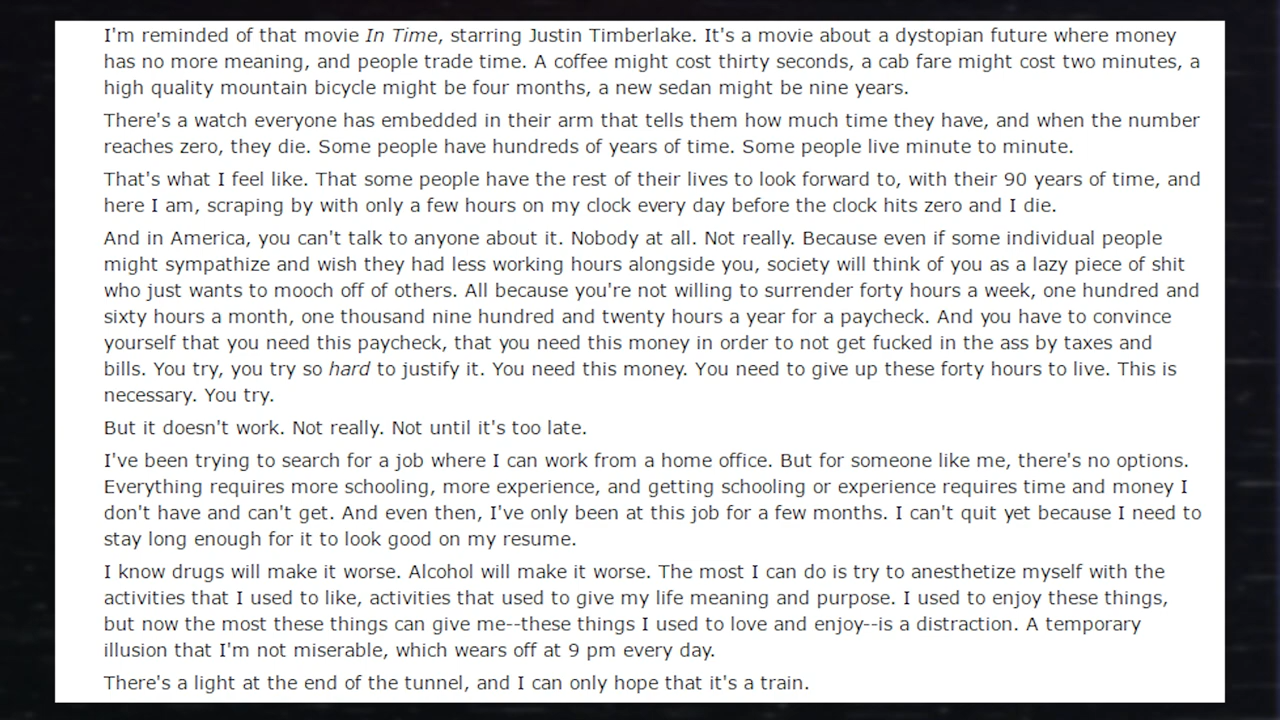 I'm reminded of that movie In Time, starring Justin Timberlake. It's a movie about a dystopian future where money
has no more meaning, and people trade time. A coffee might cost thirty seconds, a cab fare might cost two minutes, a
high quality mountain bicycle might be four months, a new sedan might be nine years.
There's a watch everyone has embedded in their arm that tells them how much time they have, and when the number
reaches zero, they die. Some people have hundreds of years of time. Some people live minute to minute.
That's what I feel like. That some people have the rest of their lives to look forward to, with their 90 years of time, and
here I am, scraping by with only a few hours on my clock every day before the clock hits zero and I die.
And in America, you can't talk to anyone about it. Nobody at all. Not really. Because even if some individual people
might sympathize and wish they had less working hours alongside you, society will think of you as a lazy piece of shit
who just wants to mooch off of others. All because you're not willing to surrender forty hours a week, one hundred and
sixty hours a month, one thousand nine hundred and twenty hours a year for a paycheck. And you have to convince
yourself that you need this paycheck, that you need this money in order to not get fucked in the ass by taxes and
bills. You try, you try so hard to justify it. You need this money. You need to give up these forty hours to live. This is
necessary. You try.
But it doesn't work. Not really. Not until it's too late.
I've been trying to search for a job where I can work from a home office. But for someone like me, there's no options.
Everything requires more schooling, more experience, and getting schooling or experience requires time and money I
don't have and can't get. And even then, I've only been at this job for a few months. I can't quit yet because I need to
stay long enough for it to look good on my resume.
I know drugs will make it worse. Alcohol will make it worse. The most I can do is try to anesthetize myself with the
activities that I used to like, activities that used to give my life meaning and purpose. I used to enjoy these things,
but now the most these things can give me--these things I used to love and enjoy--is a distraction. A temporary
illusion that I'm not miserable, which wears off at 9 pm every day.
There's a light at the end of the tunnel, and I can only hope that it's a train.